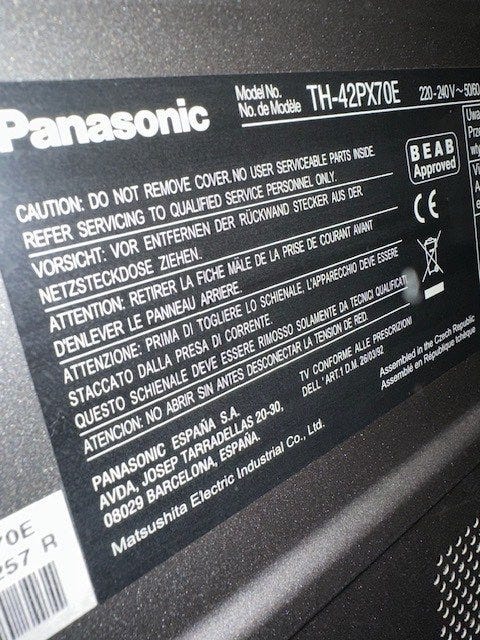 Panasonic
Model No.
No. de Modèle
TH-42PX70E
220-240V~50/60
CAUTION: DO NOT REMOVE COVER. NO USER SERVICEABLE PARTS INSIDE.
REFER SERVICING TO QUALIFIED SERVICE PERSONNEL ONLY.
VORSICHT: VOR ENTFERNEN DER RÜCKWAND STECKER AUS DER
NETZSTECKDOSE ZIEHEN.
ATTENTION: RETIRER LA FICHE MÂLE DE LA PRISE DE COURANT AVANT
D'ENLEVER LE PANNEAU ARRIERE.
ATTENZIONE: PRIMA DI TOGLIERE LO SCHIENALE, L'APPARECCHIO DEVE ESSERE
STACCATO DALLA PRESA DI CORRENTE.
QUESTO SCHIENALE DEVE ESSERE RIMOSSO SOLAMENTE DA TECNICI QUALIFICATI
ATENCION: NO ABRIR SIN ANTES DESCONECTAR LA TENSION DE RED.
PANASONIC ESPAÑA S.A.
AVDA, JOSEP TARRADELLAS 20-30,
08029 BARCELONA, ESPAÑA.
TV CONFORME ALLE PRESCRIZIONI
DELL'ART.1 D.M. 26/03/92
Matsushita Electric Industrial Co., Ltd.
Assembled in the Czech Republic
Assemblé en République tchèque
BEAB
Approved
CE
Uwa
Prze
wty
Vi
A
e
70E
257 R